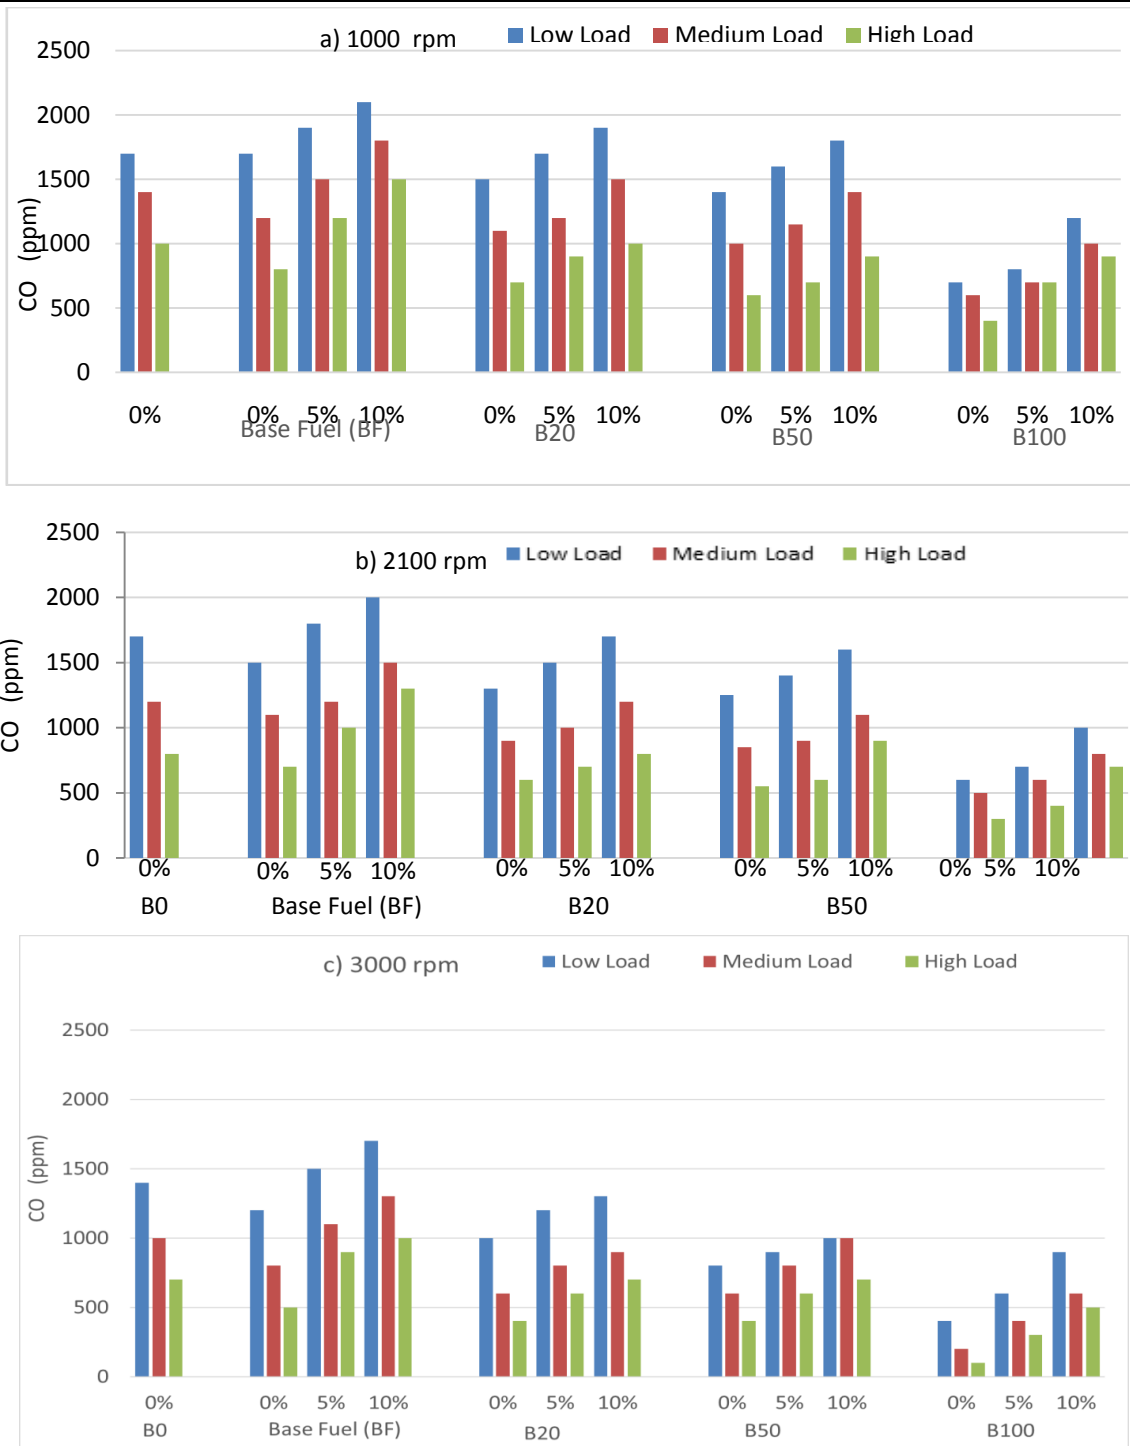 a) 1000 rpm Low Load Medium Load High Load
2500
2000
1500
1000
500
0
CO (ppm)
0% 0% 5% 10% 0% 5% 10% 0% 5% 10% 0% 5% 10%
Base Fuel (BF) B20 B50 B100
b) 2100 rpm Low Load Medium Load High Load
2500
2000
1500
1000
500
0
CO (ppm)
0% 0% 5% 10% 0% 5% 10% 0% 5% 10% 0% 5% 10%
B0 Base Fuel (BF) B20 B50
c) 3000 rpm Low Load Medium Load High Load
2500
2000
1500
1000
500
0
CO (ppm)
0% 0% 5% 10% 0% 5% 10% 0% 5% 10% 0% 5% 10%
B0 Base Fuel (BF) B20 B50 B100